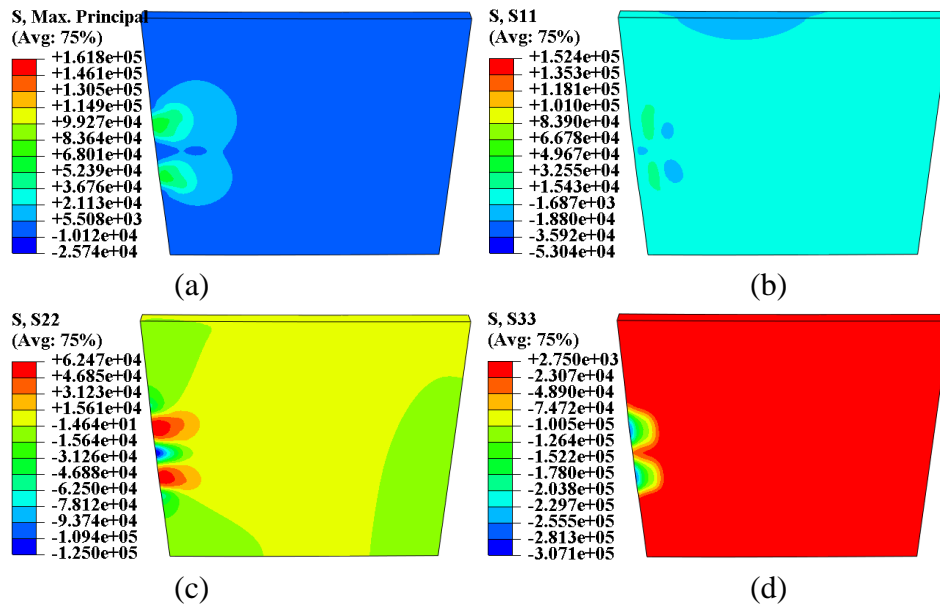 S, Max. Principal
(Avg: 75%)
+1.618e+05
+1.461e+05
+1.305e+05
+1.149e+05
+9.927e+04
+8.364e+04
+6.801e+04
+5.239e+04
+3.676e+04
+2.113e+04
+5.508e+03
-1.012e+04
-2.574e+04
(a)
S, S11
(Avg: 75%)
+1.524e+05
+1.353e+05
+1.181e+05
+1.010e+05
+8.390e+04
+6.678e+04
+4.967e+04
+3.255e+04
+1.543e+04
-1.687e+03
-1.880e+04
-3.592e+04
-5.304e+04
(b)
S, S22
(Avg: 75%)
+6.247e+04
+4.685e+04
+3.123e+04
+1.561e+04
-1.464e+01
-1.564e+04
-3.126e+04
-4.688e+04
-6.250e+04
-7.812e+04
-9.374e+04
-1.094e+05
-1.250e+05
(c)
S, S33
(Avg: 75%)
+2.750e+03
-2.307e+04
-4.890e+04
-7.472e+04
-1.005e+05
-1.264e+05
-1.522e+05
-1.780e+05
-2.038e+05
-2.297e+05
-2.555e+05
-2.813e+05
-3.071e+05
(d)